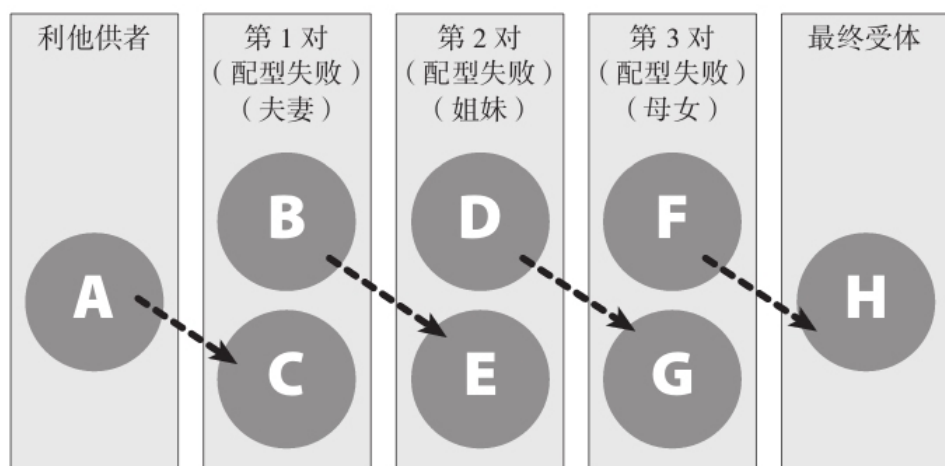 利他供者
第1对
（配型失败）
（夫妻）
第2对
（配型失败）
（姐妹）
第3对
（配型失败）
（母女）
最终受体
A
B
C
D
E
F
G
H